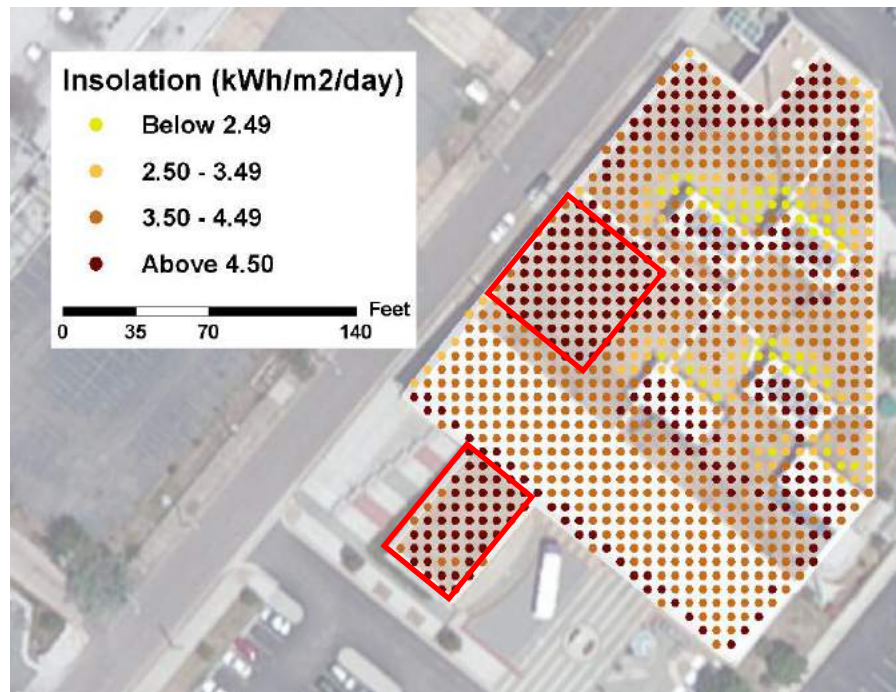 Insolation (kWh/m2/day)
Below 2.49
2.50 - 3.49
3.50 - 4.49
Above 4.50
Feet
0 35 70 140